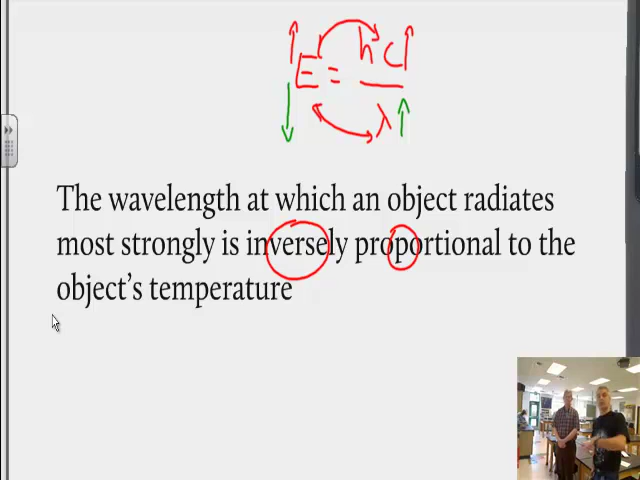 E = hc
λ
The wavelength at which an object radiates
most strongly is inversely proportional to the
object's temperature